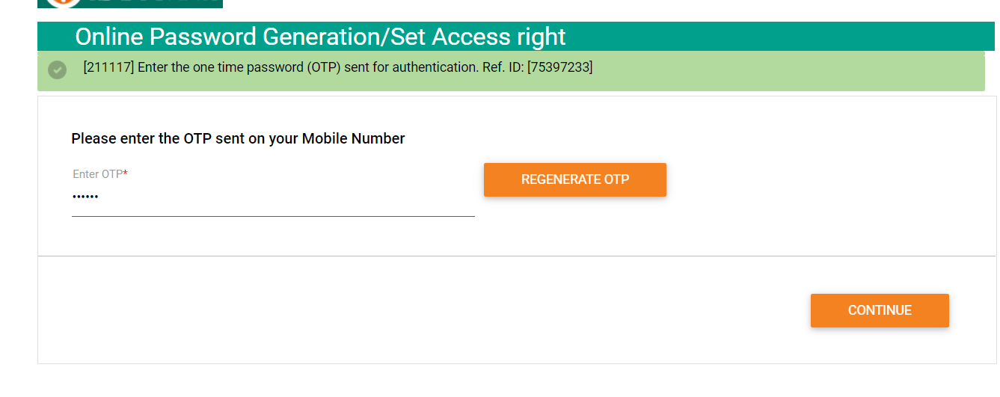 Online Password Generation/Set Access right
[211117] Enter the one time password (OTP) sent for authentication. Ref. ID: [75397233]
Please enter the OTP sent on your Mobile Number
Enter OTP*
••••••
REGENERATE OTP
CONTINUE